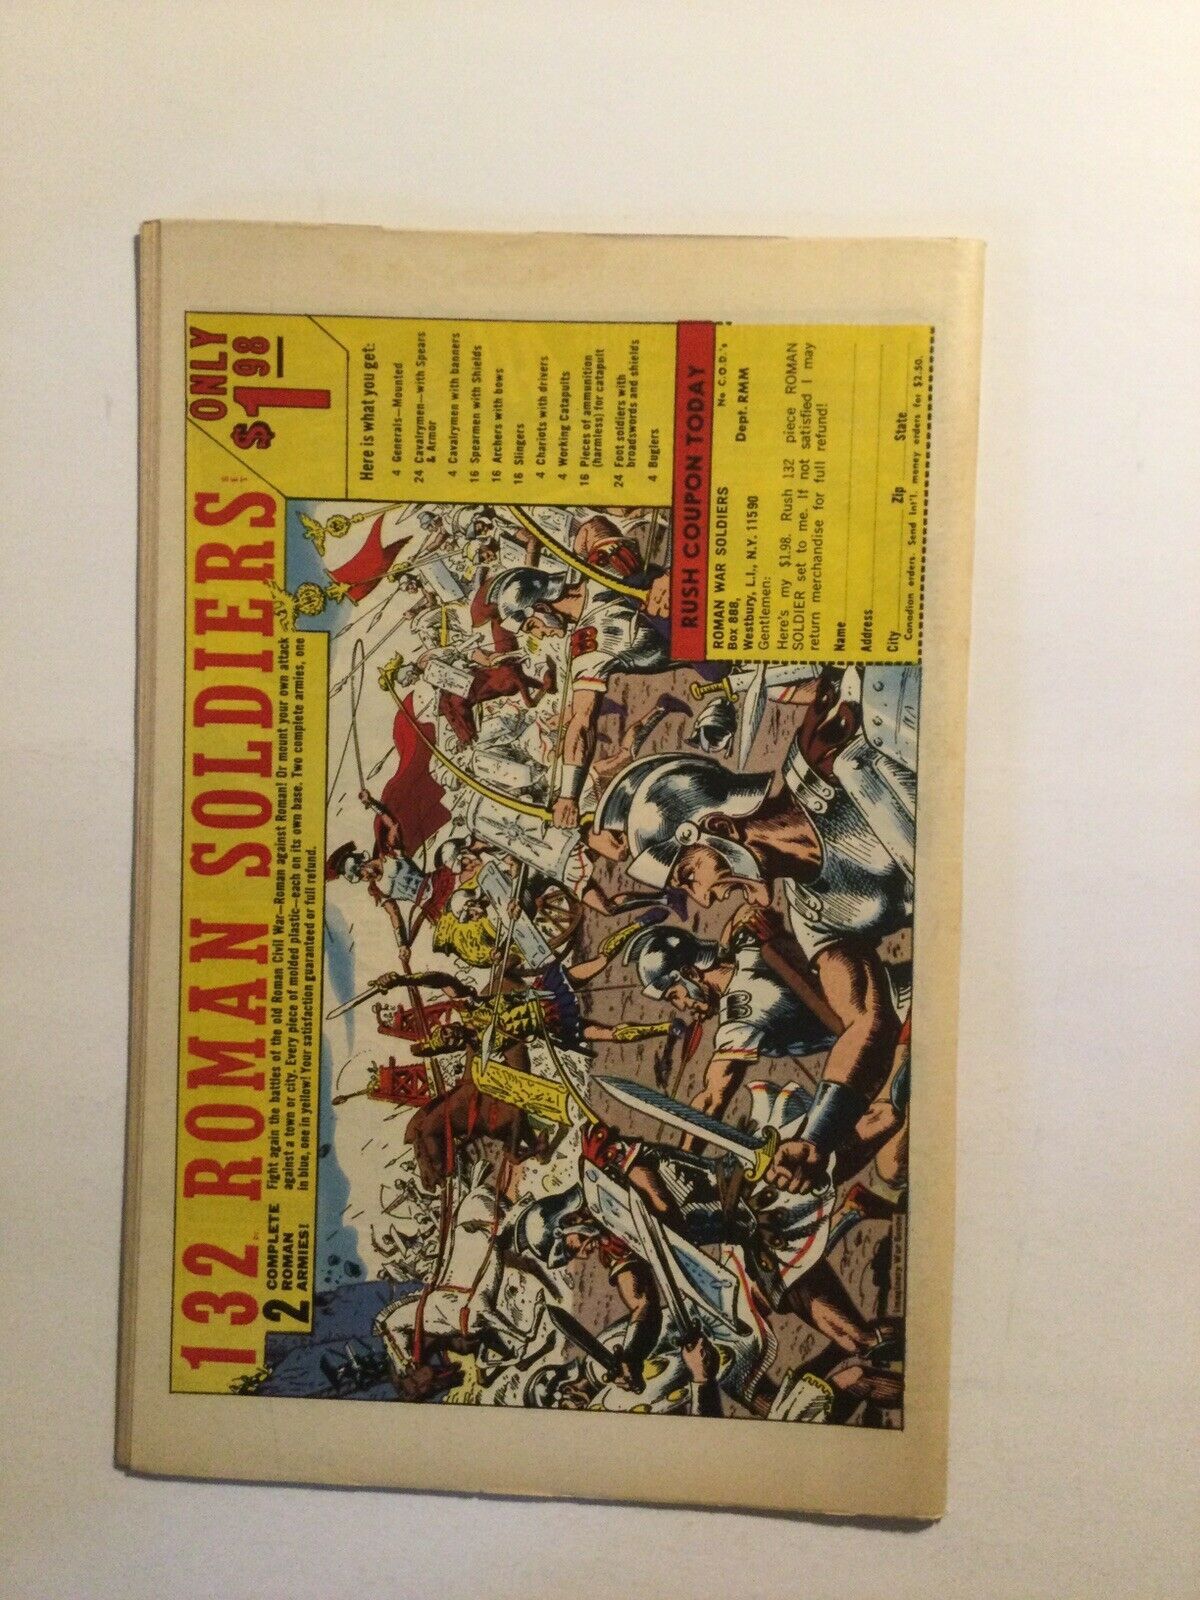 132 PC. ROMAN SOLDIERS SET
ONLY
$1.98
2 COMPLETE
ROMAN
ARMIES!
Fight again the battles of the old Roman Civil War—Roman against Roman! Or mount your own attack
against a town or city. Every piece of molded plastic—each on its own base. Two complete armies, one
in blue, one in yellow! Your satisfaction guaranteed or full refund.
Here is what you get:
4 Generals—Mounted
24 Cavalrymen—with Spears
& Armor
4 Cavalrymen with banners
16 Spearmen with Shields
16 Archers with bows
16 Slingers
4 Chariots with drivers
4 Working Catapults
16 Pieces of ammunition
(harmless) for catapult
24 Foot soldiers with
broadswords and shields
4 Buglers
RUSH COUPON TODAY
ROMAN WAR SOLDIERS No C.O.D.'s
Box 888, Dept. RMM
Westbury, L.I., N.Y. 11590
Gentlemen:
Here's my $1.98. Rush 132 piece ROMAN
SOLDIER set to me. If not satisfied I may
return merchandise for full refund!
Name
Address
City Zip State
Canadian orders. Send Int'l. money orders for $2.50.